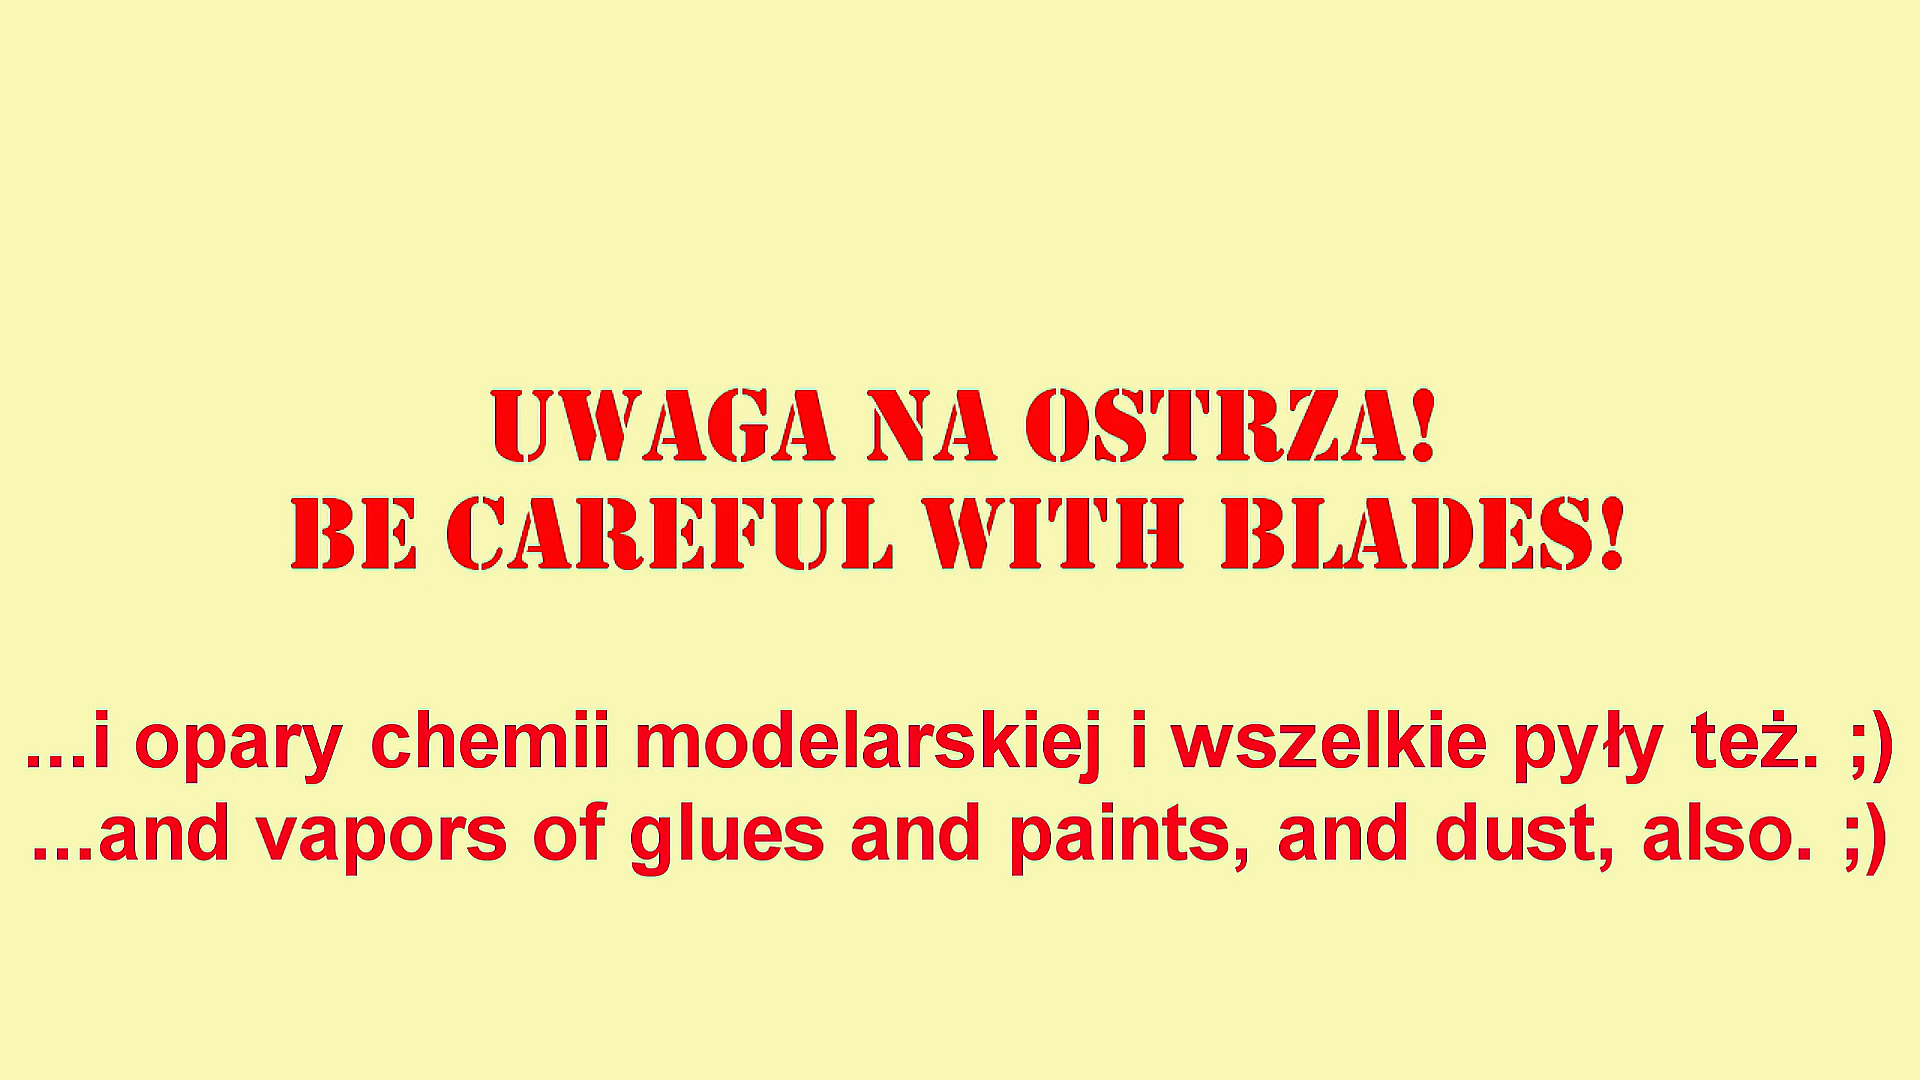 UWAGA NA OSTRZA!
BE CAREFUL WITH BLADES!
...i opary chemii modelarskiej i wszelkie pyły też. ;)
...and vapors of glues and paints, and dust, also. ;)